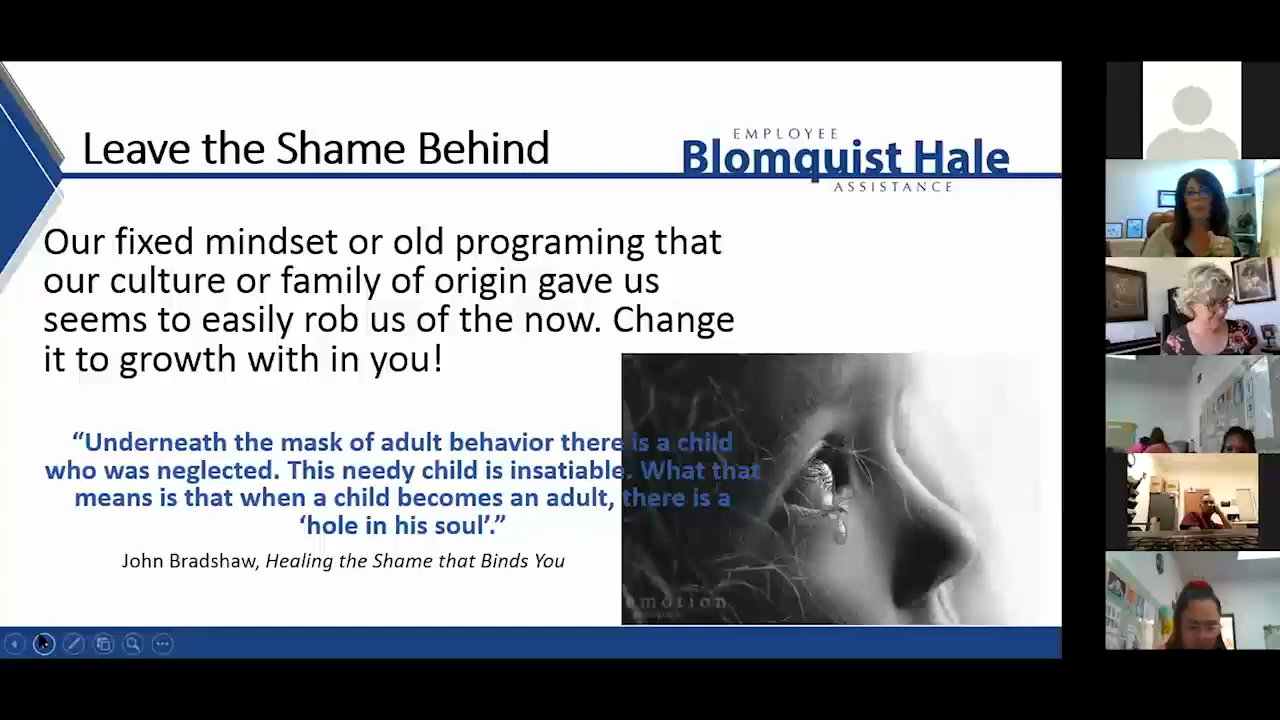 Leave the Shame Behind
EMPLOYEE
Blomquist Hale
ASSISTANCE
Our fixed mindset or old programing that
our culture or family of origin gave us
seems to easily rob us of the now. Change
it to growth with in you!
“Underneath the mask of adult behavior there is a child
who was neglected. This needy child is insatiable. What that
means is that when a child becomes an adult, there is a
‘hole in his soul’.”
John Bradshaw, Healing the Shame that Binds You
emotion